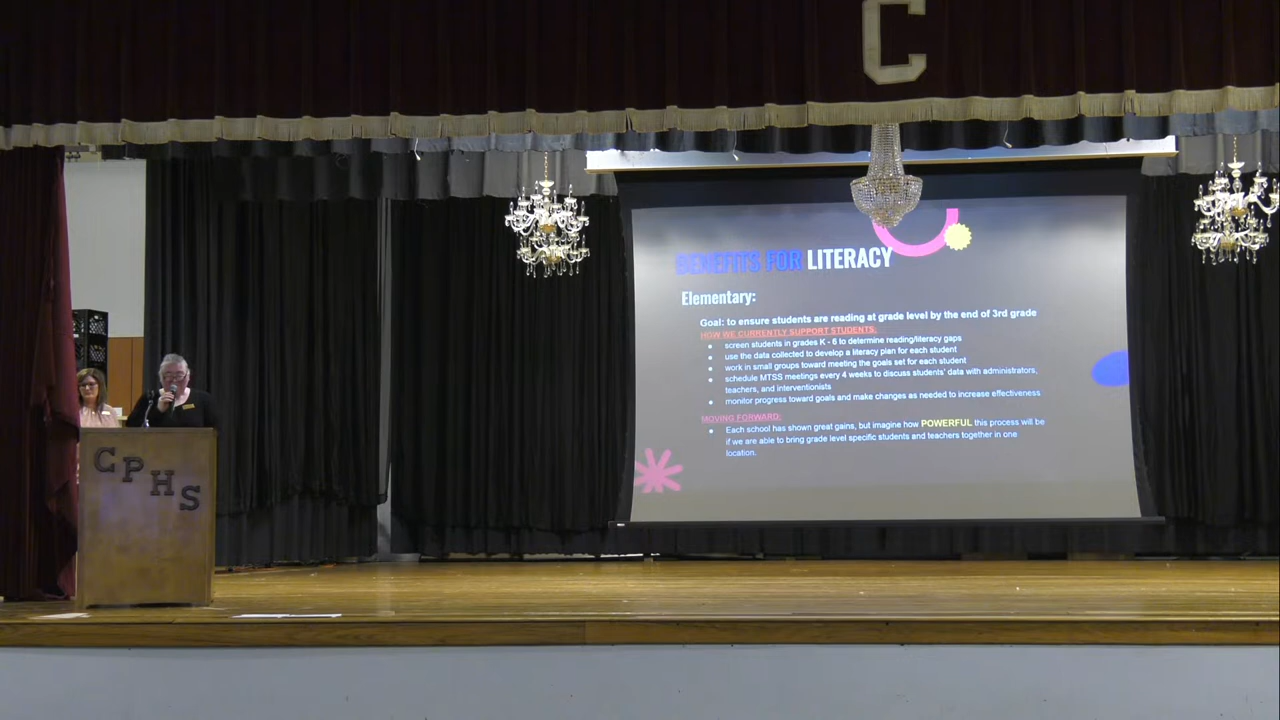 C
BENEFITS FOR LITERACY
Elementary:
Goal: to ensure students are reading at grade level by the end of 3rd grade
HOW WE CURRENTLY SUPPORT STUDENTS:
screen students in grades K - 6 to determine reading/literacy gaps
use the data collected to develop a literacy plan for each student
work in small groups toward meeting the goals set for each student
schedule MTSS meetings every 4 weeks to discuss students' data with administrators,
teachers, and interventionists
monitor progress toward goals and make changes as needed to increase effectiveness
MOVING FORWARD:
Each school has shown great gains, but imagine how POWERFUL this process will be
if we are able to bring grade level specific students and teachers together in one
location.
CPHS